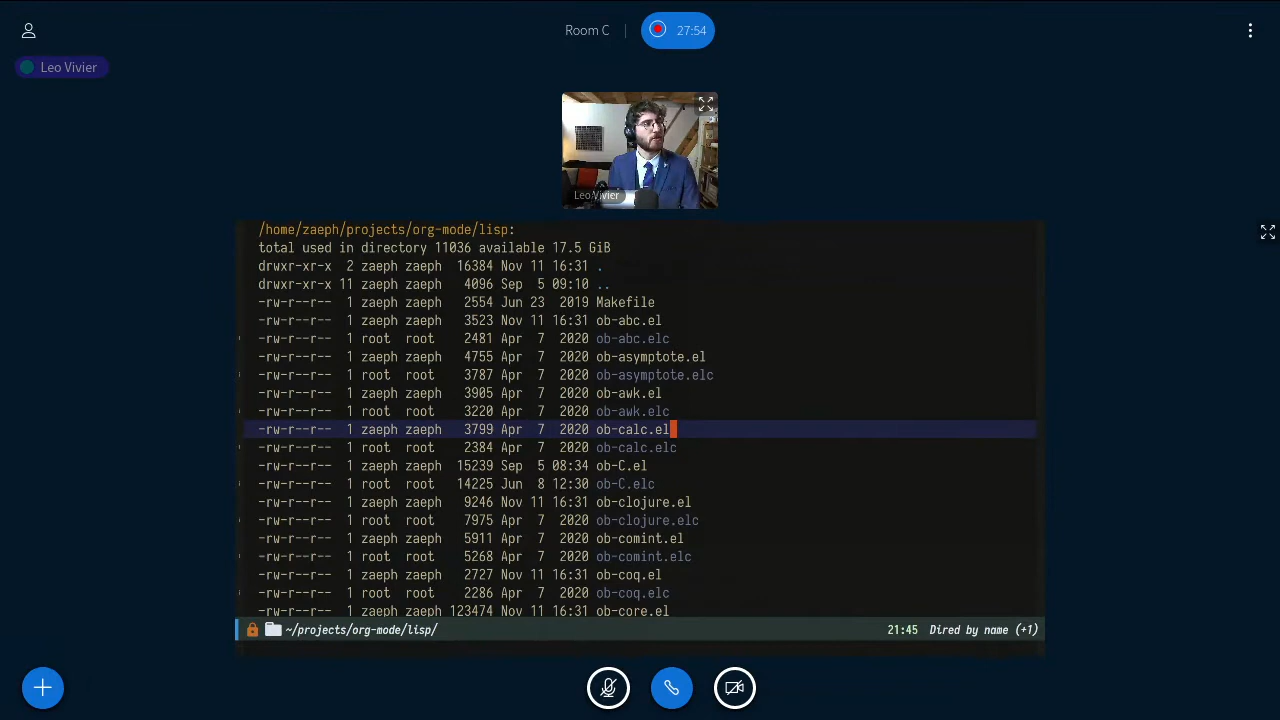 Room C
27:54
Leo Vivier
Leo Vivier
/home/zaeph/projects/org-mode/lisp:
total used in directory 11036 available 17.5 GiB
drwxr-xr-x 2 zaeph zaeph 16384 Nov 11 16:31 .
drwxr-xr-x 11 zaeph zaeph 4096 Sep 5 09:10 ..
-rw-r--r-- 1 zaeph zaeph 2554 Jun 23 2019 Makefile
-rw-r--r-- 1 zaeph zaeph 3523 Nov 11 16:31 ob-abc.el
-rw-r--r-- 1 root root 2481 Apr 7 2020 ob-abc.elc
-rw-r--r-- 1 zaeph zaeph 4755 Apr 7 2020 ob-asymptote.el
-rw-r--r-- 1 root root 3787 Apr 7 2020 ob-asymptote.elc
-rw-r--r-- 1 zaeph zaeph 3905 Apr 7 2020 ob-awk.el
-rw-r--r-- 1 root root 3220 Apr 7 2020 ob-awk.elc
-rw-r--r-- 1 zaeph zaeph 3799 Apr 7 2020 ob-calc.el
-rw-r--r-- 1 root root 2384 Apr 7 2020 ob-calc.elc
-rw-r--r-- 1 zaeph zaeph 15239 Sep 5 08:34 ob-C.el
-rw-r--r-- 1 root root 14225 Jun 8 12:30 ob-C.elc
-rw-r--r-- 1 zaeph zaeph 9246 Nov 11 16:31 ob-clojure.el
-rw-r--r-- 1 root root 7975 Apr 7 2020 ob-clojure.elc
-rw-r--r-- 1 zaeph zaeph 5911 Apr 7 2020 ob-comint.el
-rw-r--r-- 1 root root 5268 Apr 7 2020 ob-comint.elc
-rw-r--r-- 1 zaeph zaeph 2727 Nov 11 16:31 ob-coq.el
-rw-r--r-- 1 root root 2286 Apr 7 2020 ob-coq.elc
-rw-r--r-- 1 zaeph zaeph 123474 Nov 11 16:31 ob-core.el
~/projects/org-mode/lisp/ 21:45 Dired by name (+1)